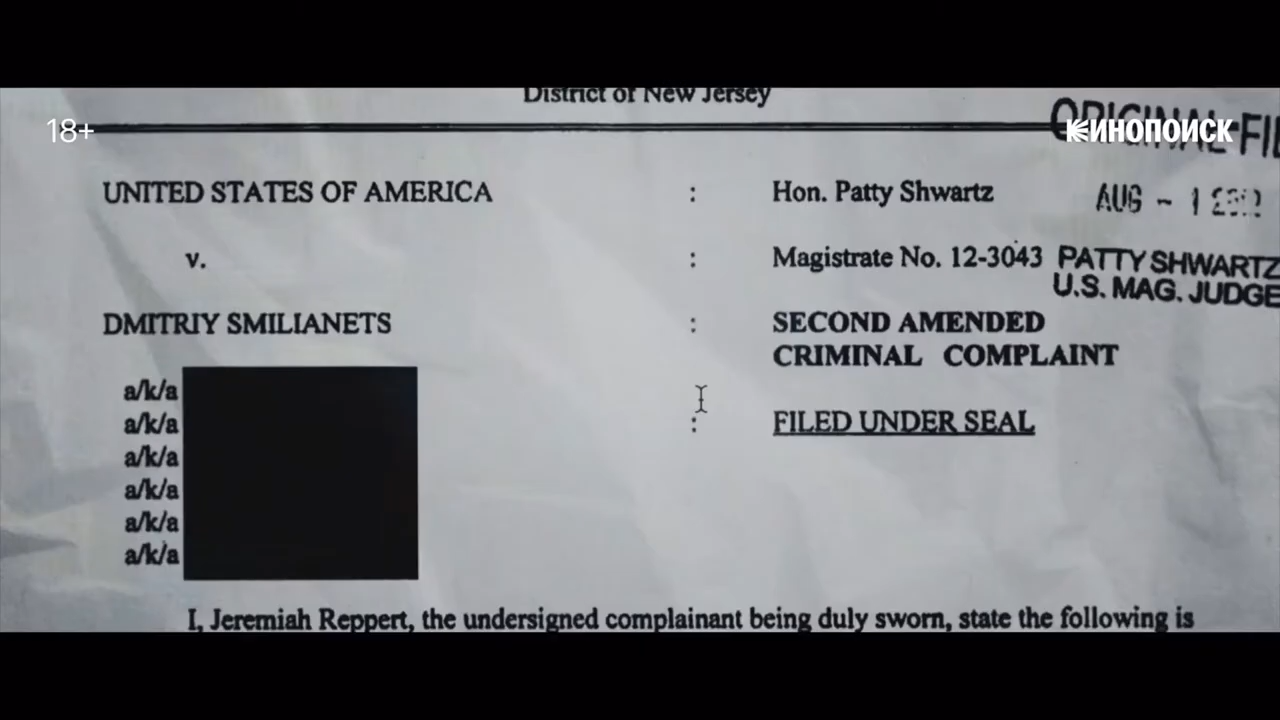 District of New Jersey
18+
КИНОПОИСК
ORIGINAL FI
UNITED STATES OF AMERICA : Hon. Patty Shwartz
AUG - 1
v. : Magistrate No. 12-3043
PATTY SHWARTZ
U.S. MAG. JUDGE
DMITRIY SMILIANETS : SECOND AMENDED
CRIMINAL COMPLAINT
a/k/a
a/k/a : FILED UNDER SEAL
a/k/a
a/k/a
a/k/a
a/k/a
I, Jeremiah Reppert, the undersigned complainant being duly sworn, state the following is